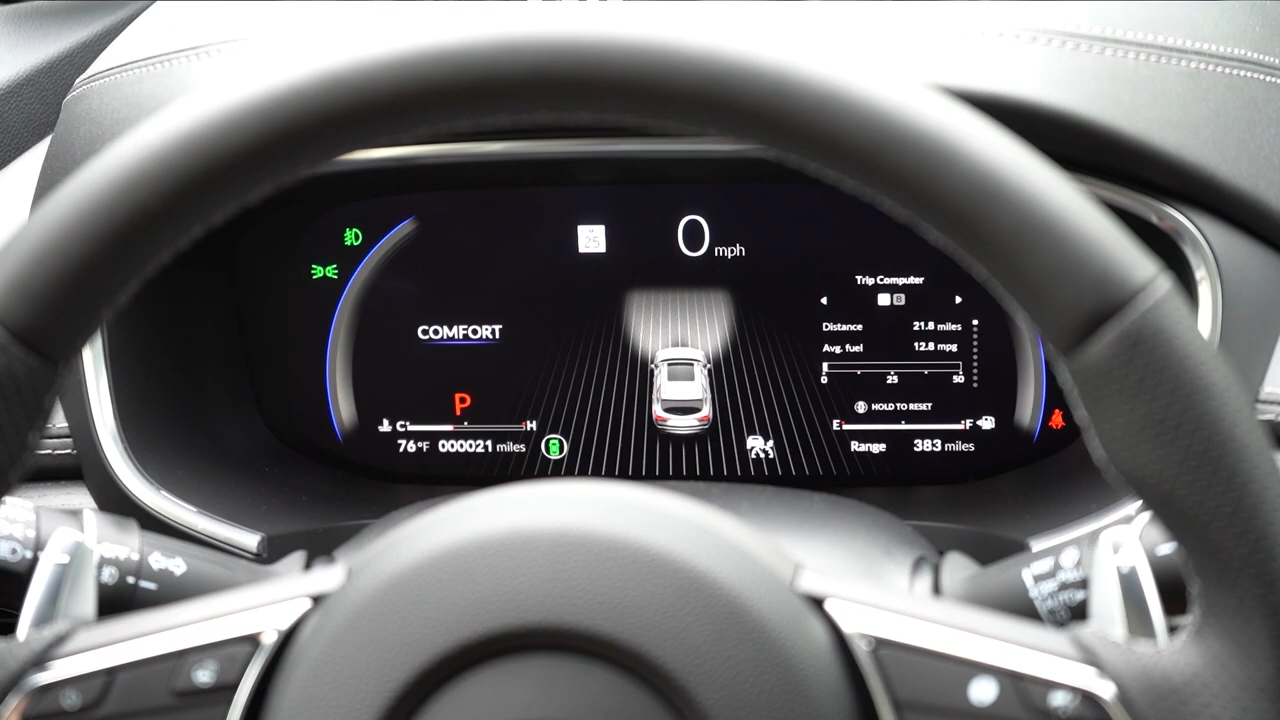 25
0 mph
Trip Computer
B
Distance 21.8 miles
Avg. fuel 12.8 mpg
0 25 50
COMFORT
P
HOLD TO RESET
C H
E F
76°F 000021 miles
Range 383 miles